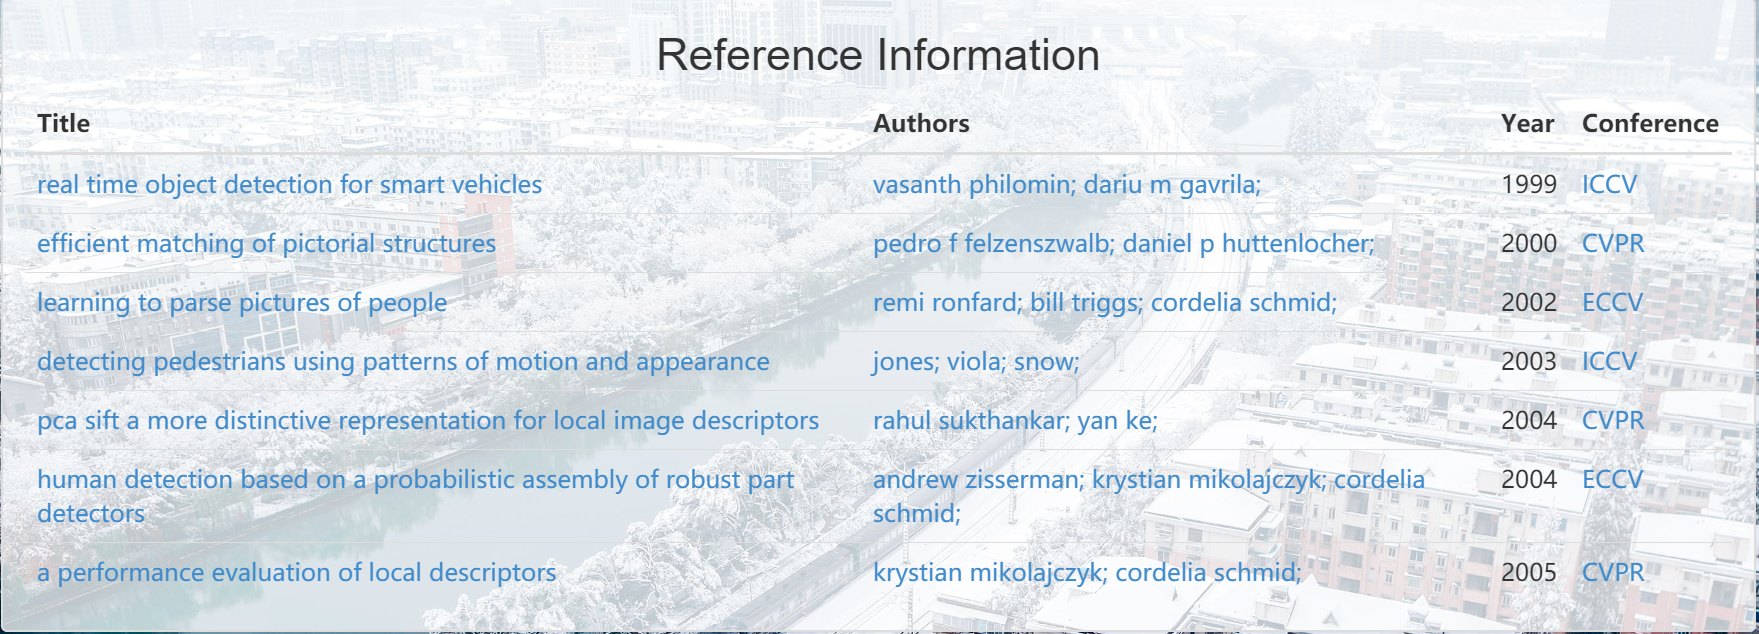 Reference Information
Title Authors Year Conference
real time object detection for smart vehicles vasanth philomin; dariu m gavrila; 1999 ICCV
efficient matching of pictorial structures pedro f felzenszwalb; daniel p huttenlocher; 2000 CVPR
learning to parse pictures of people remi ronfard; bill triggs; cordelia schmid; 2002 ECCV
detecting pedestrians using patterns of motion and appearance jones; viola; snow; 2003 ICCV
pca sift a more distinctive representation for local image descriptors rahul sukthankar; yan ke; 2004 CVPR
human detection based on a probabilistic assembly of robust part andrew zisserman; krystian mikolajczyk; cordelia 2004 ECCV
detectors schmid;
a performance evaluation of local descriptors krystian mikolajczyk; cordelia schmid; 2005 CVPR